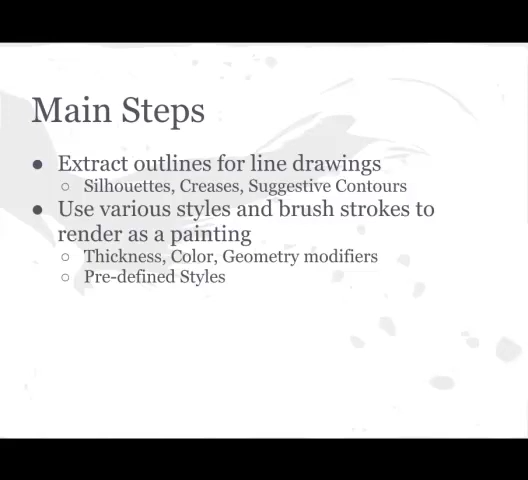 Main Steps
● Extract outlines for line drawings
○ Silhouettes, Creases, Suggestive Contours
● Use various styles and brush strokes to
render as a painting
○ Thickness, Color, Geometry modifiers
○ Pre-defined Styles